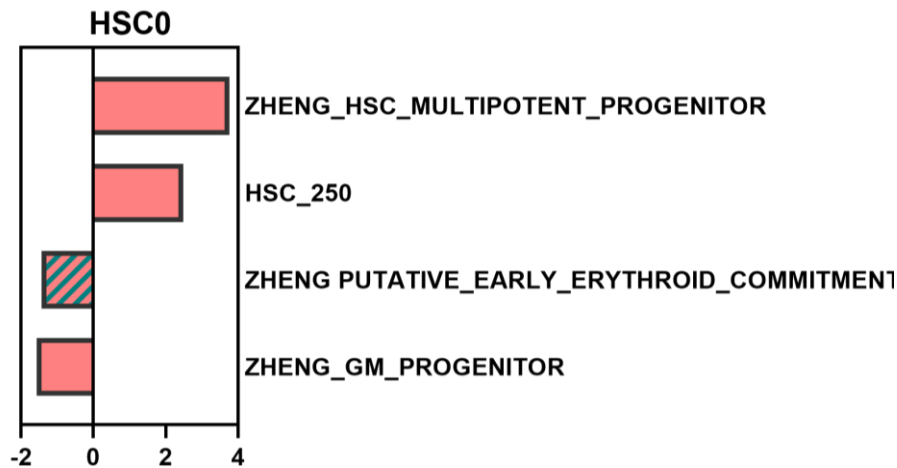 HSC0
ZHENG_HSC_MULTIPOTENT_PROGENITOR
HSC_250
ZHENG PUTATIVE_EARLY_ERYTHROID_COMMITMENT
ZHENG_GM_PROGENITOR
-2 0 2 4